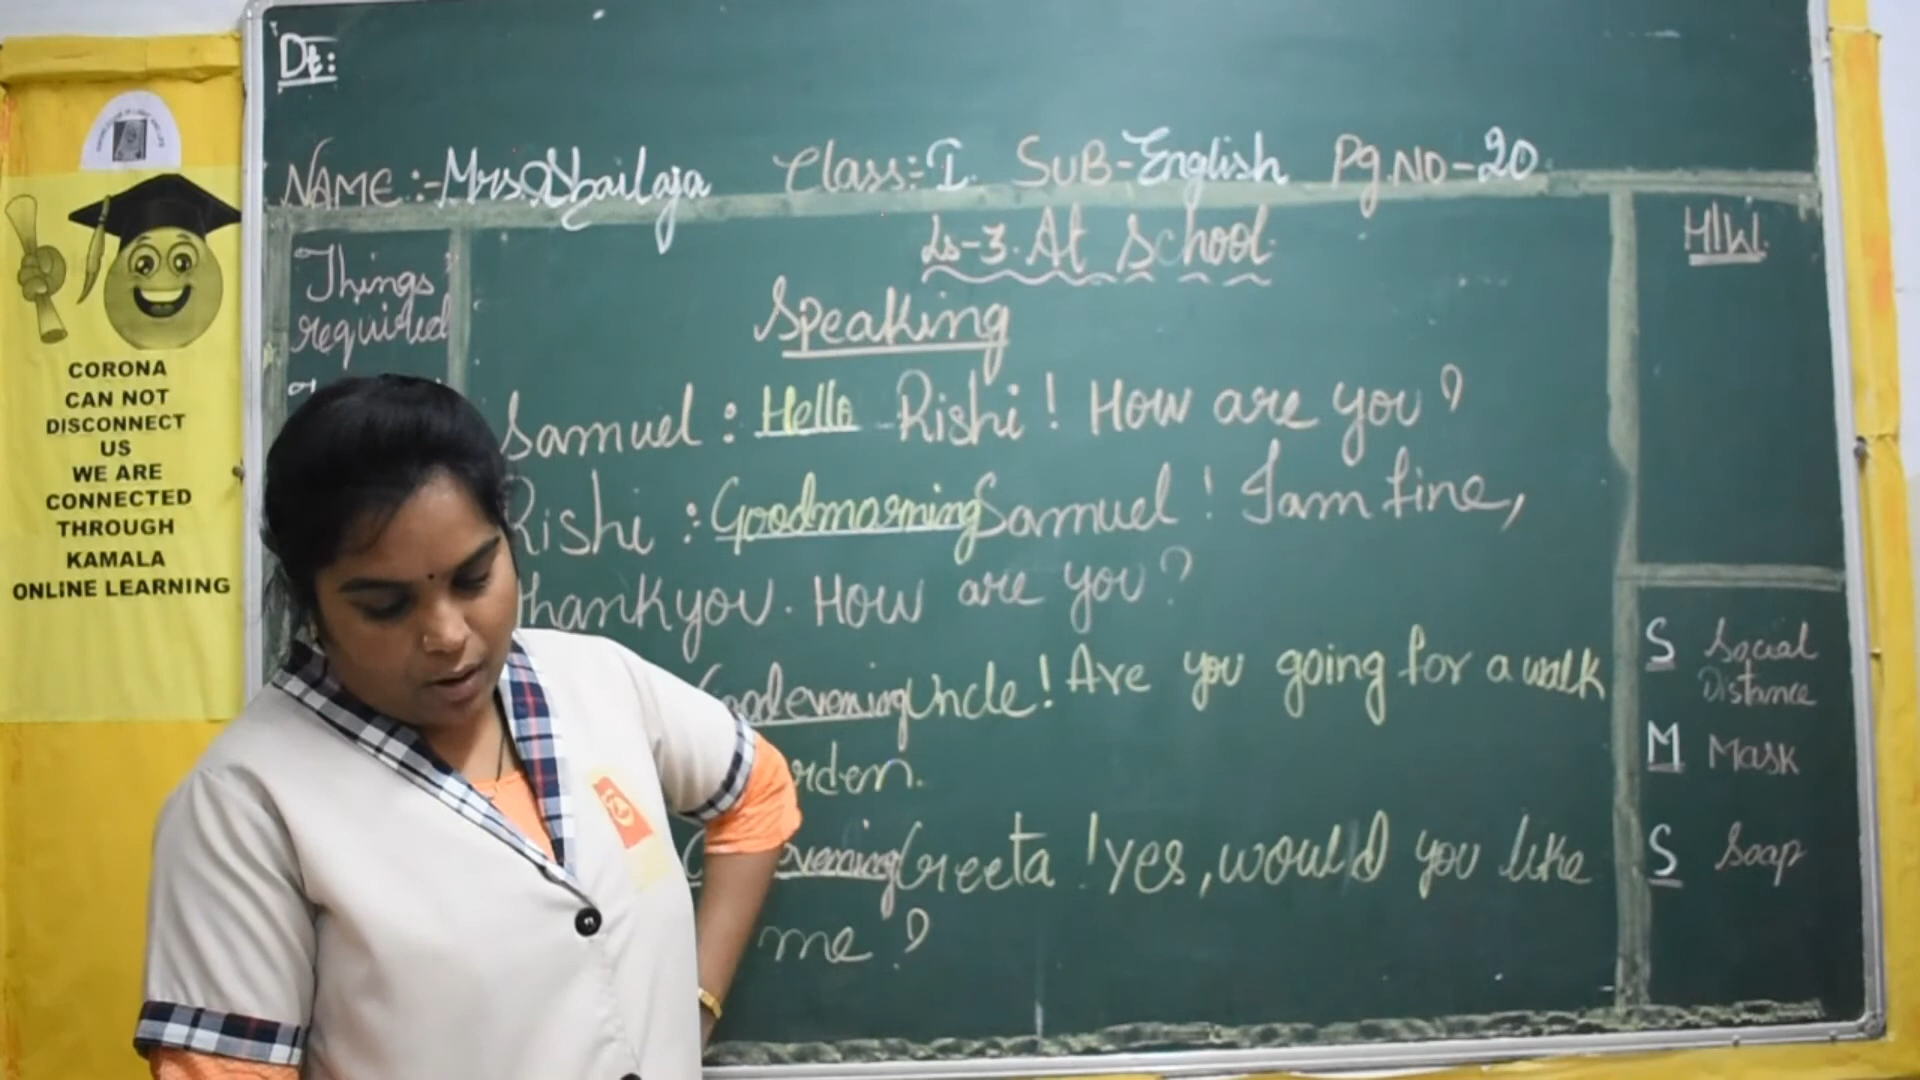 Dt:
NAME:- Mrs. Shailaja Class:- I SUB- English Pg.NO-20
Ls-3. At School
H/W.
Things
required
Speaking
Samuel : Hello Rishi! How are you?
Rishi : Goodmorning Samuel! I am fine,
thankyou. How are you?
Goodevening Uncle! Are you going for a walk
me?
evening Geeta! Yes, would you like
S Social
Distance
M Mask
S Soap
CORONA
CAN NOT
DISCONNECT
US
WE ARE
CONNECTED
THROUGH
KAMALA
ONLINE LEARNING